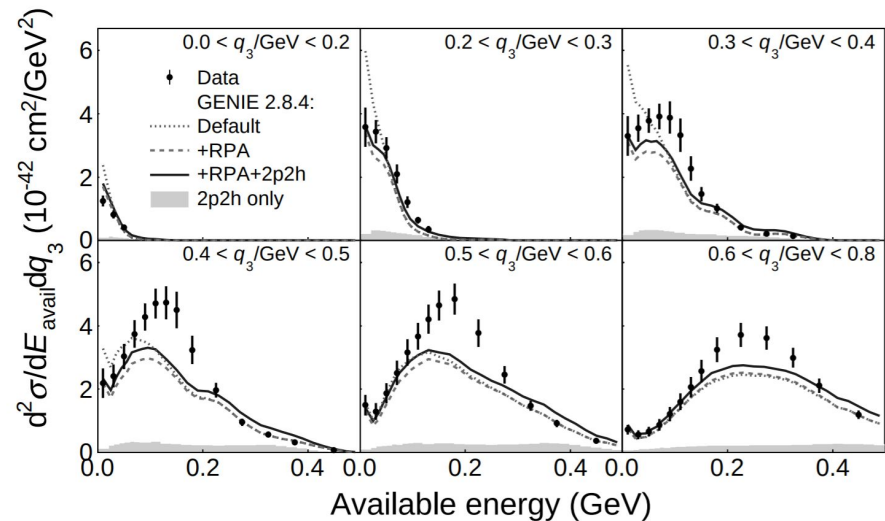 d²σ/dE_avail dq₃ (10⁻⁴² cm²/GeV²)
0.0 < q₃/GeV < 0.2
0.2 < q₃/GeV < 0.3
0.3 < q₃/GeV < 0.4
6
4
2
0
Data
GENIE 2.8.4:
Default
+RPA
+RPA+2p2h
2p2h only
0.4 < q₃/GeV < 0.5
0.5 < q₃/GeV < 0.6
0.6 < q₃/GeV < 0.8
6
4
2
0
0.0 0.2 0.4 0.0 0.2 0.4 0.0 0.2 0.4
Available energy (GeV)